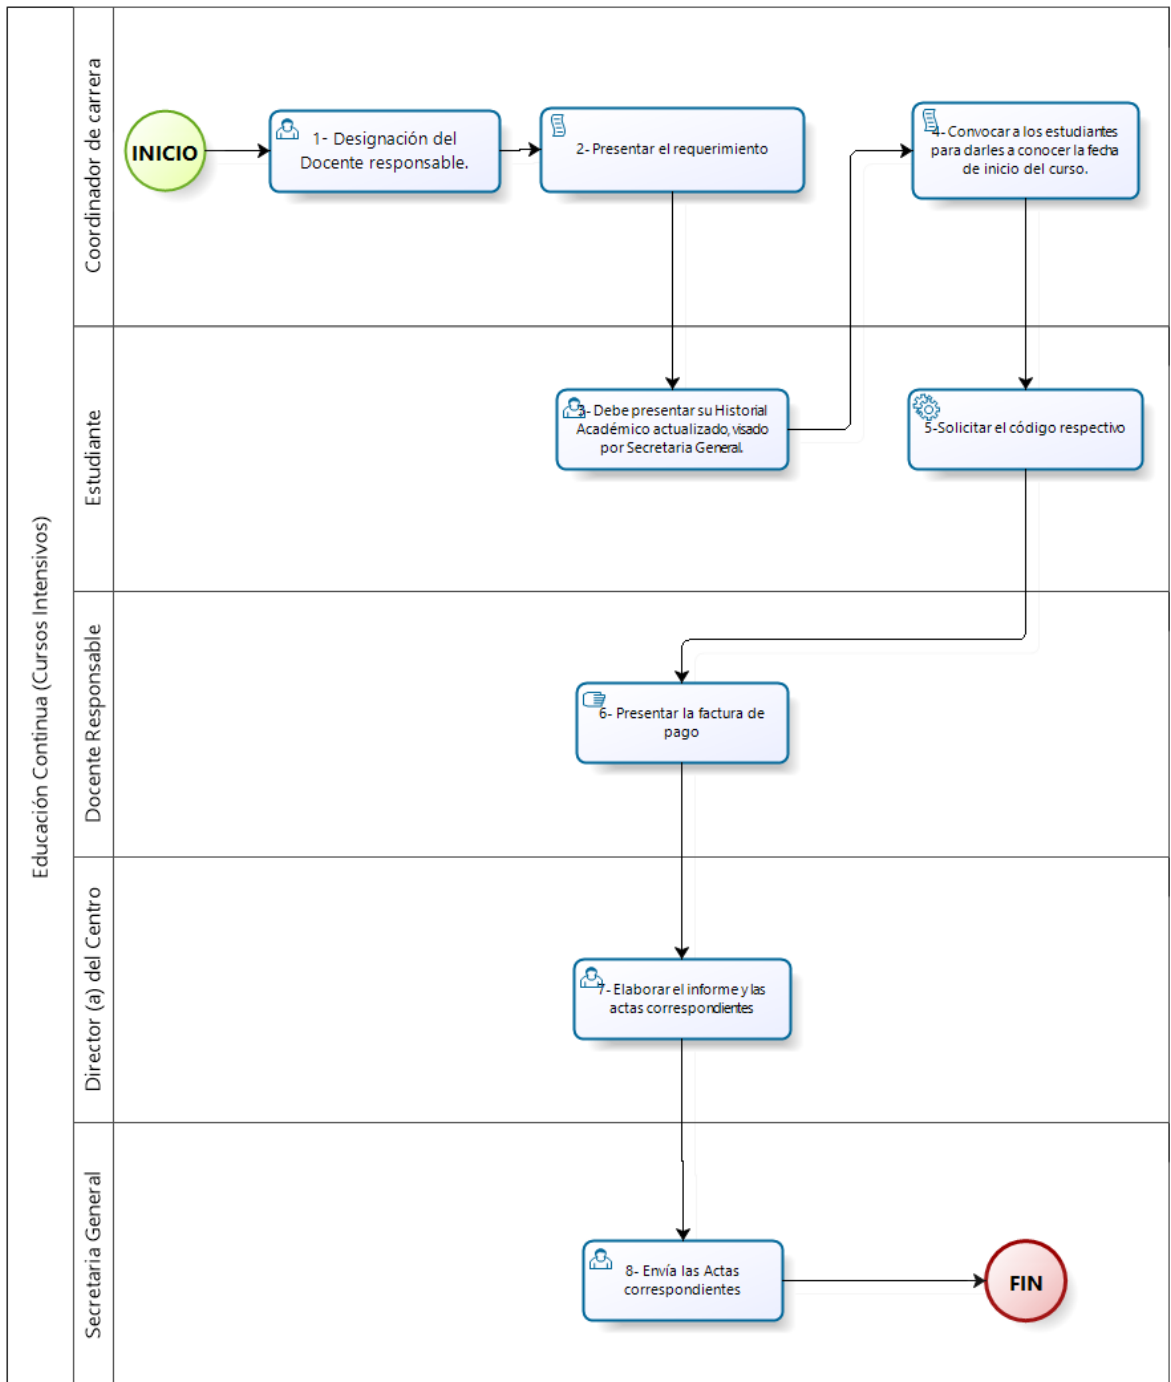 Educación Continua (Cursos Intensivos)
Coordinador de carrera
INICIO
1- Designación del
Docente responsable.
2- Presentar el requerimiento
4- Convocar a los estudiantes
para darles a conocer la fecha
de inicio del curso.
Estudiante
3- Debe presentar su Historial
Académico actualizado, visado
por Secretaria General.
5-Solicitar el código respectivo
Docente Responsable
6- Presentar la factura de
pago
Director (a) del Centro
7- Elaborar el informe y las
actas correspondientes
Secretaria General
8- Envía las Actas
correspondientes
FIN